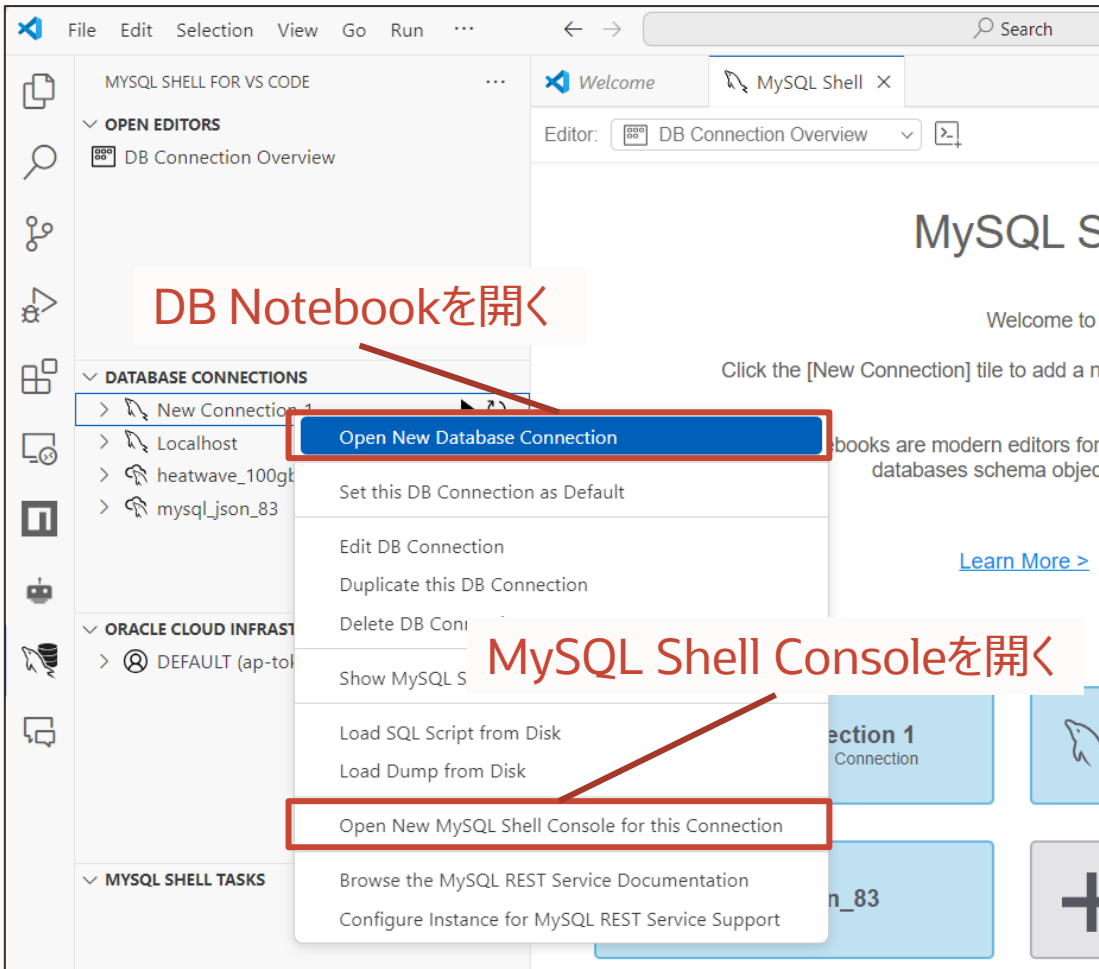 File Edit Selection View Go Run ··· Search
MYSQL SHELL FOR VS CODE ···
Welcome MySQL Shell
OPEN EDITORS
DB Connection Overview
Editor: DB Connection Overview
MySQL S
Welcome to
Click the [New Connection] tile to add a n
books are modern editors for
databases schema objec
Learn More >
DB Notebookを開く
DATABASE CONNECTIONS
New Connection 1
Localhost
heatwave_100gb
mysql_json_83
Open New Database Connection
Set this DB Connection as Default
Edit DB Connection
Duplicate this DB Connection
Delete DB Conn
Show MySQL S
Load SQL Script from Disk
Load Dump from Disk
Open New MySQL Shell Console for this Connection
Browse the MySQL REST Service Documentation
Configure Instance for MySQL REST Service Support
MySQL Shell Consoleを開く
ORACLE CLOUD INFRAST
DEFAULT (ap-tok
MYSQL SHELL TASKS
ection 1
Connection
n_83